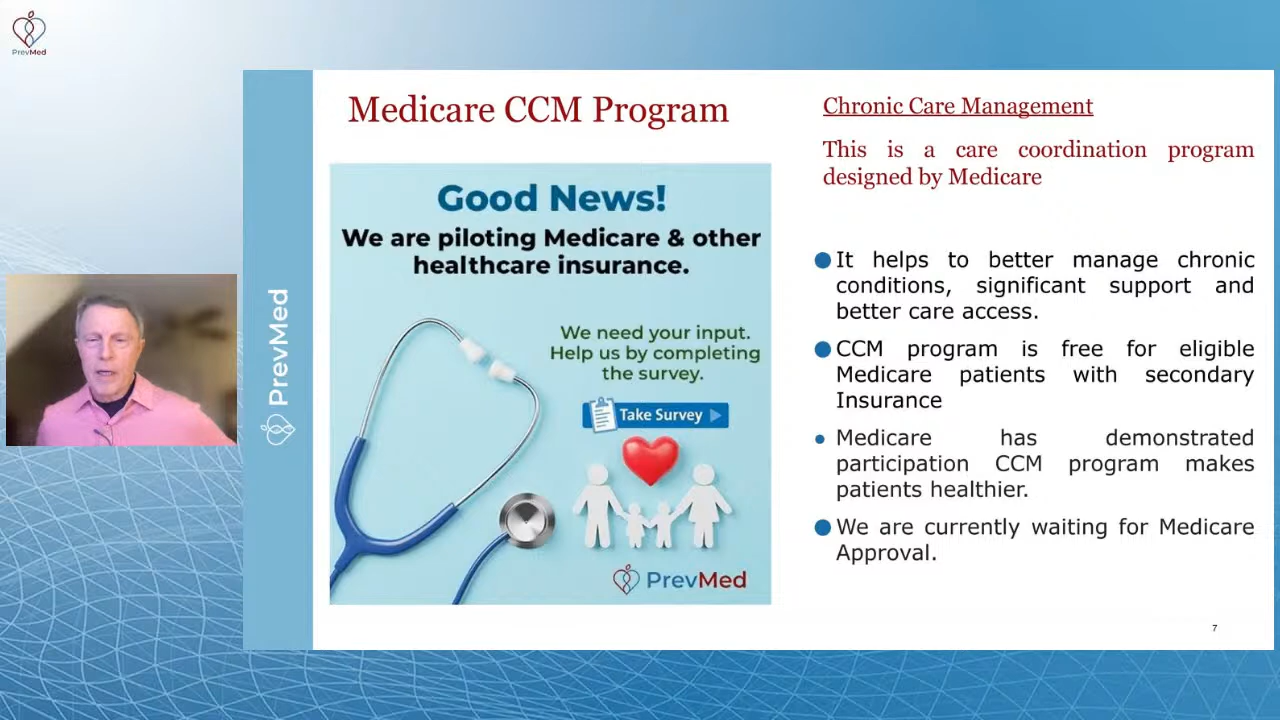 PrevMed
Medicare CCM Program
Good News!
We are piloting Medicare & other
healthcare insurance.
We need your input.
Help us by completing
the survey.
Take Survey
PrevMed
PrevMed
Chronic Care Management
This is a care coordination program
designed by Medicare
It helps to better manage chronic
conditions, significant support and
better care access.
CCM program is free for eligible
Medicare patients with secondary
Insurance
Medicare has demonstrated
participation CCM program makes
patients healthier.
We are currently waiting for Medicare
Approval.
7